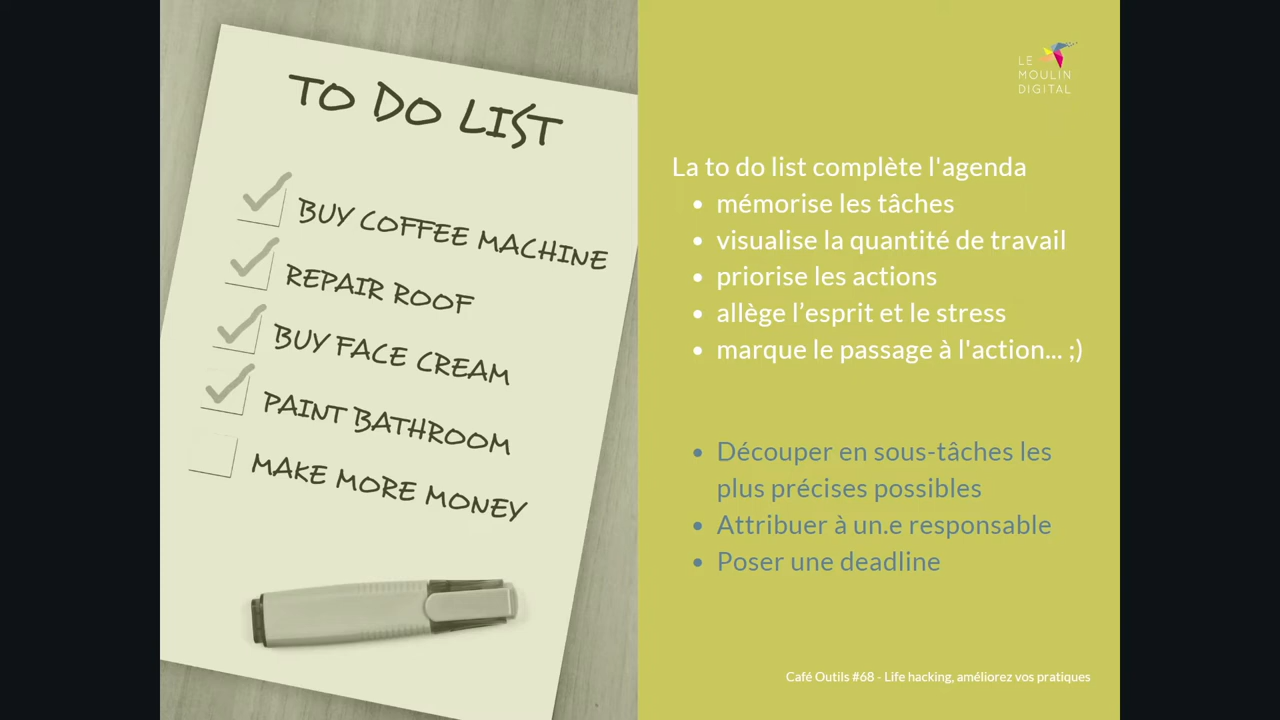 TO DO LIST
BUY COFFEE MACHINE
REPAIR ROOF
BUY FACE CREAM
PAINT BATHROOM
MAKE MORE MONEY
LE
MOULIN
DIGITAL
La to do list complète l'agenda
• mémorise les tâches
• visualise la quantité de travail
• priorise les actions
• allège l’esprit et le stress
• marque le passage à l'action... ;)
• Découper en sous-tâches les
plus précises possibles
• Attribuer à un.e responsable
• Poser une deadline
Café Outils #68 - Life hacking, améliorez vos pratiques